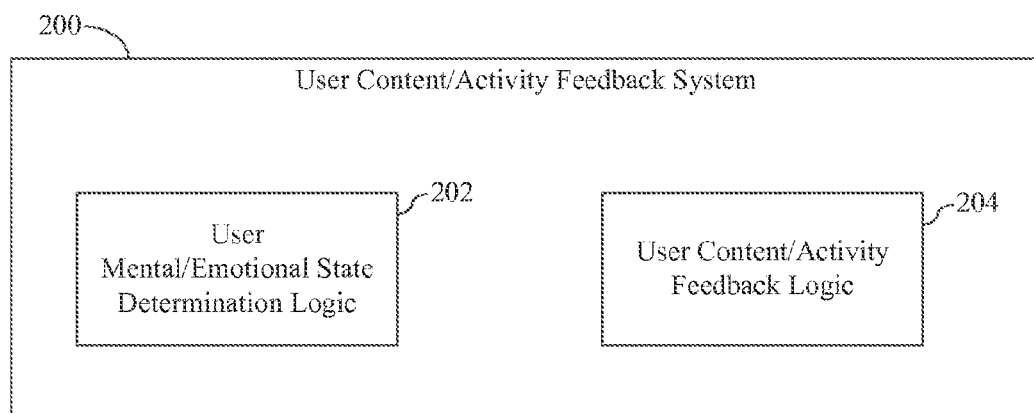 200
User Content/Activity Feedback System
202
User
Mental/Emotional State
Determination Logic
204
User Content/Activity
Feedback Logic